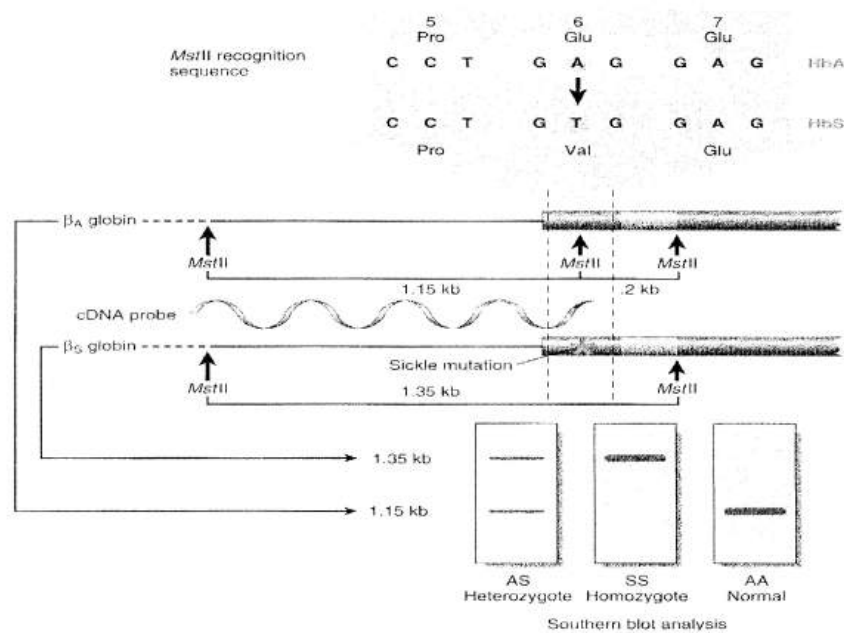 5 6 7
Pro Glu Glu
MstII recognition
sequence
C C T G A G G A G HbA
C C T G T G G A G HbS
Pro Val Glu
βA globin
MstII MstII MstII
1.15 kb .2 kb
cDNA probe
βS globin
Sickle mutation
MstII MstII
1.35 kb
1.35 kb
1.15 kb
AS SS AA
Heterozygote Homozygote Normal
Southern blot analysis